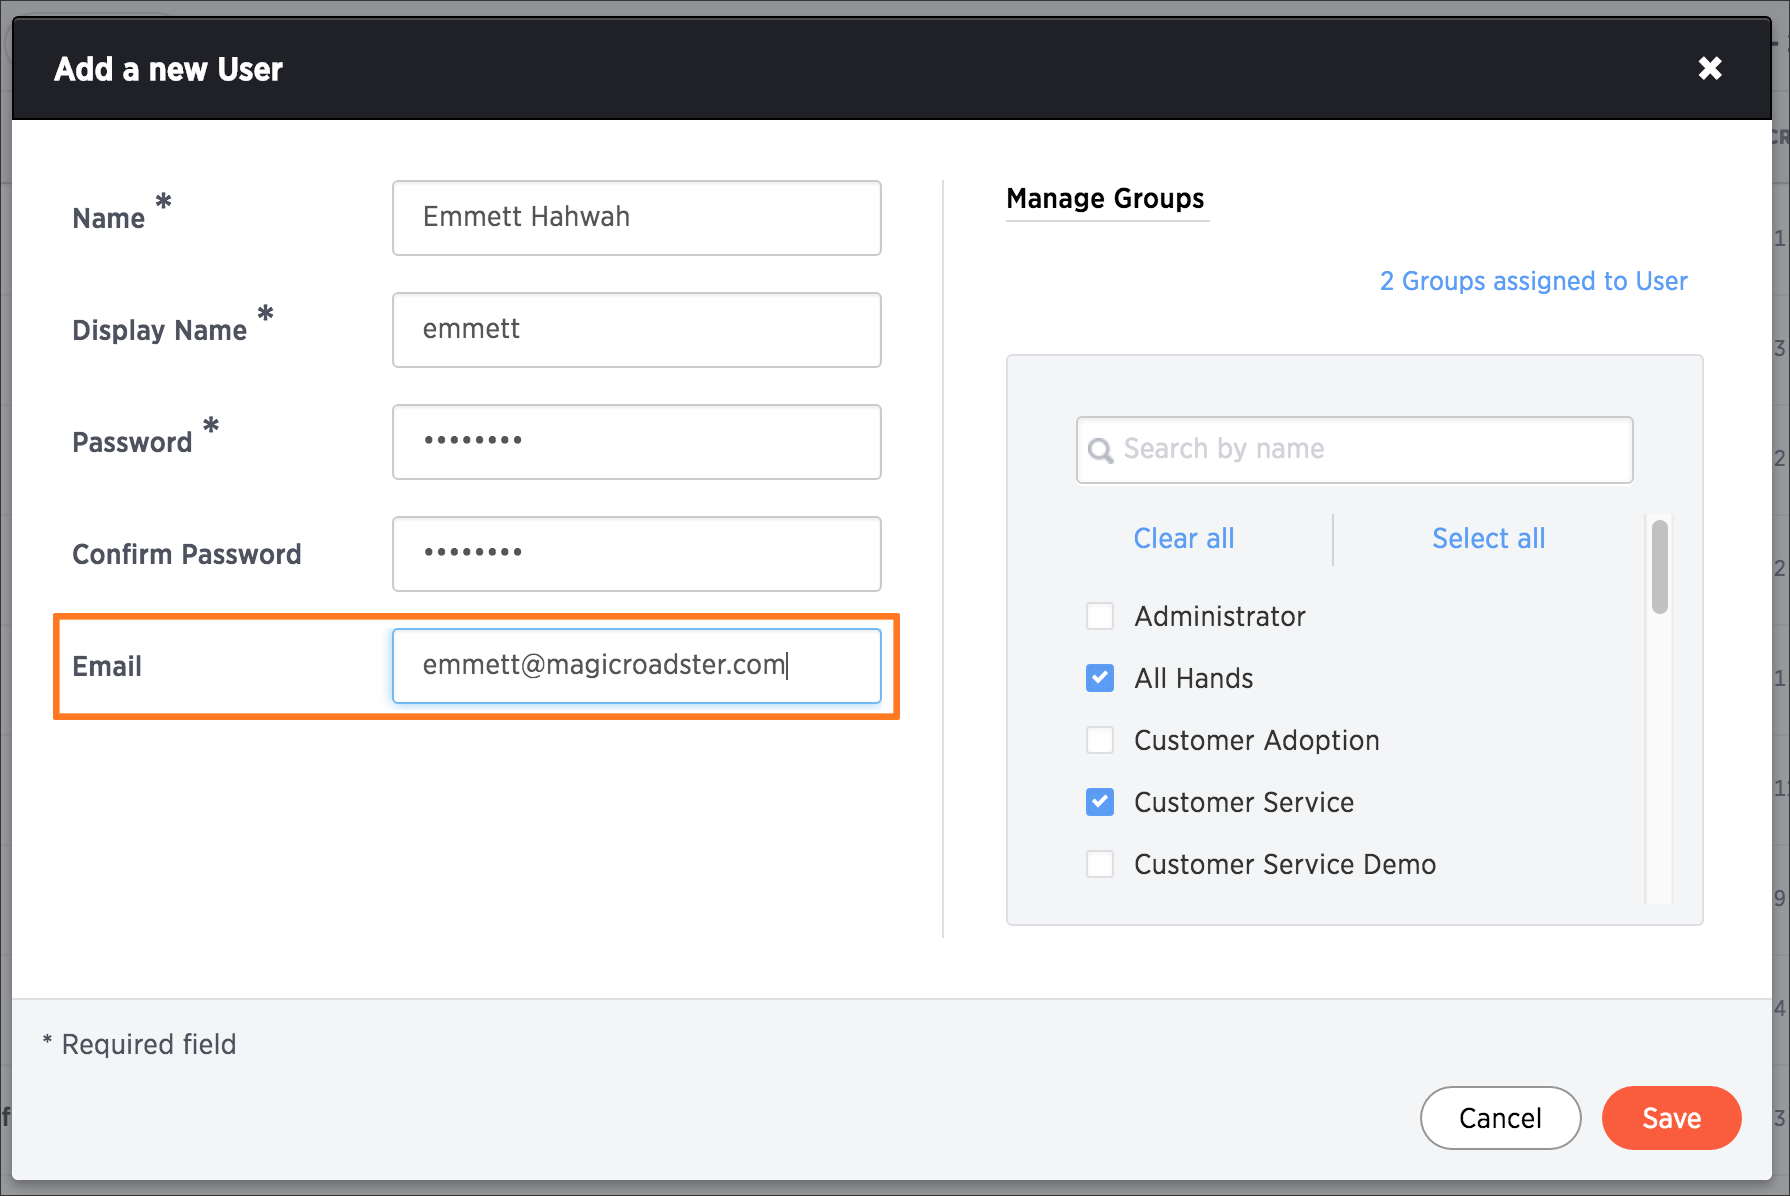 Add a new User
Name *
Emmett Hahwah
Display Name *
emmett
Password *
••••••••
Confirm Password
••••••••
Email
emmett@magicroadster.com
Manage Groups
2 Groups assigned to User
Search by name
Clear all
Select all
Administrator
All Hands
Customer Adoption
Customer Service
Customer Service Demo
* Required field
Cancel
Save